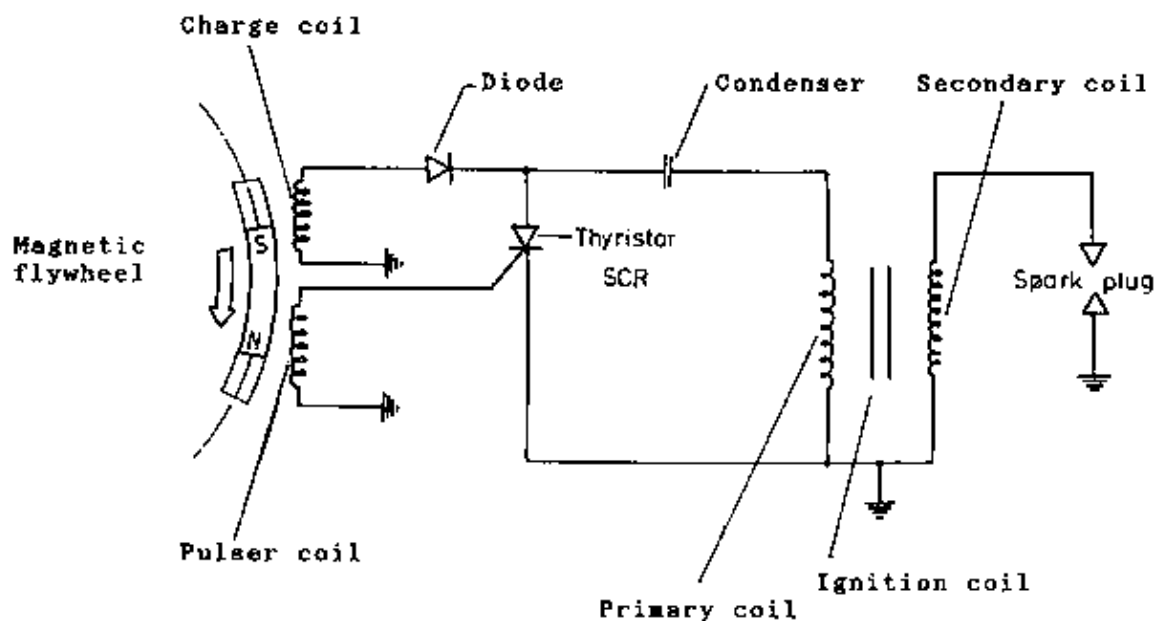 Charge coil
Diode
Condenser
Secondary coil
Magnetic
flywheel
S
N
Thyristor
SCR
Spark plug
Pulser coil
Primary coil
Ignition coil